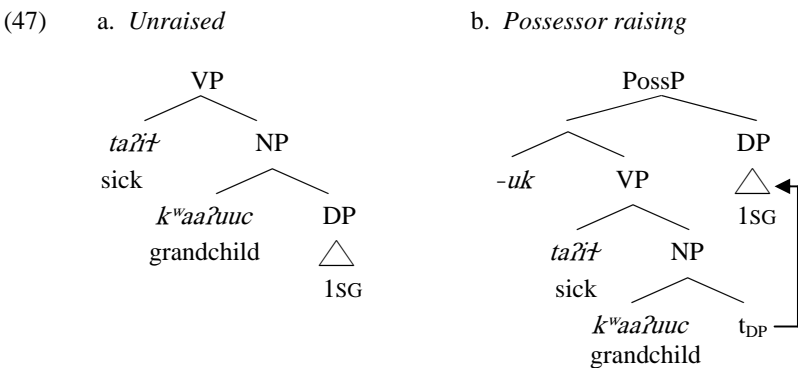 (47) a. Unraised b. Possessor raising
VP
taʔiɬ NP
sick
kʷaaʔuuc DP
grandchild
1SG
PossP
DP
-uk VP
1SG
taʔiɬ NP
sick
kʷaaʔuuc t_DP
grandchild